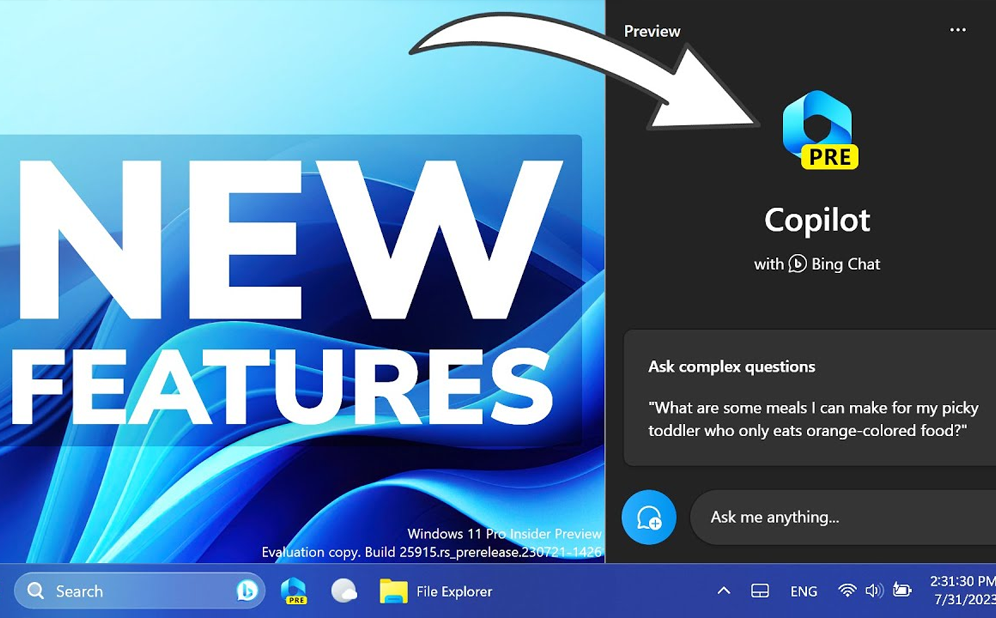 Preview
PRE
Copilot
with Bing Chat
NEW
FEATURES
Ask complex questions
"What are some meals I can make for my picky
toddler who only eats orange-colored food?"
Ask me anything...
Windows 11 Pro Insider Preview
Evaluation copy. Build 25915.rs_prerelease.230721-1426
Search
PRE
File Explorer
ENG
2:31:30 PM
7/31/2023